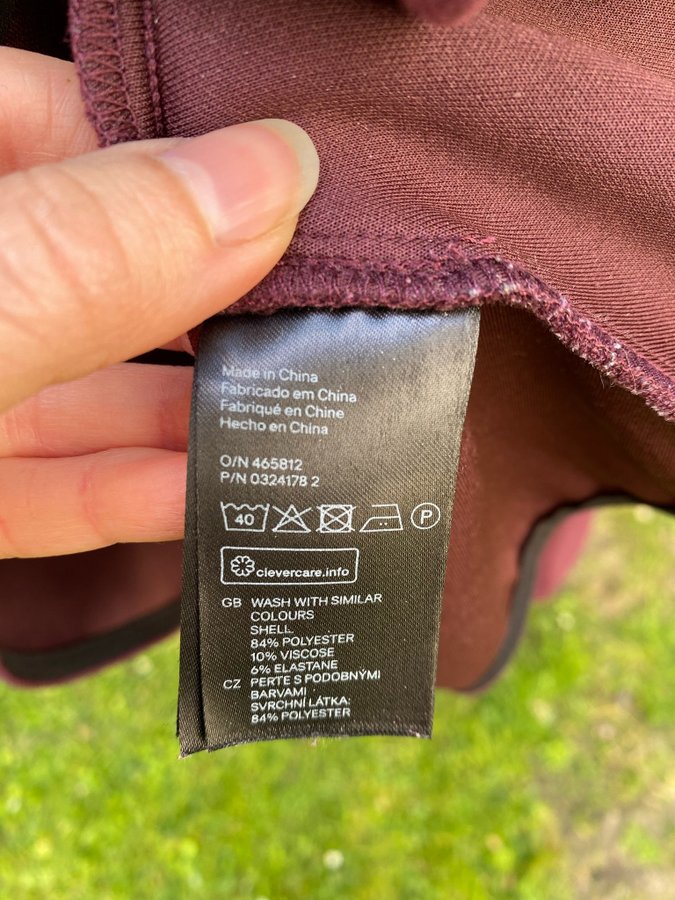 Made in China
Fabricado em China
Fabriqué en Chine
Hecho en China
O/N 465812
P/N 0324178 2
40 P
clevercare.info
GB WASH WITH SIMILAR
COLOURS
SHELL
84% POLYESTER
10% VISCOSE
6% ELASTANE
CZ PERTE S PODOBNÝMI
BARVAMI
SVRCHNÍ LÁTKA:
84% POLYESTER